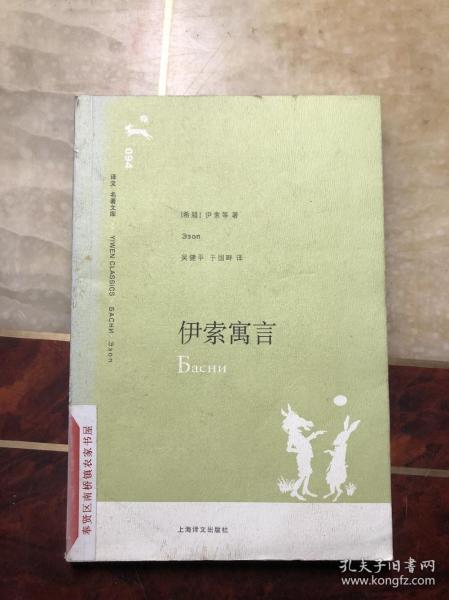 094
译文 名著文库
YIWEN CLASSICS
БАСНИ Эзоп
[希腊] 伊索等 著
Эзоп
吴健平 于国畔 译
伊索寓言
Басни
奉贤区南桥镇农家书屋
上海译文出版社
孔夫子旧书网
www.kongfz.com